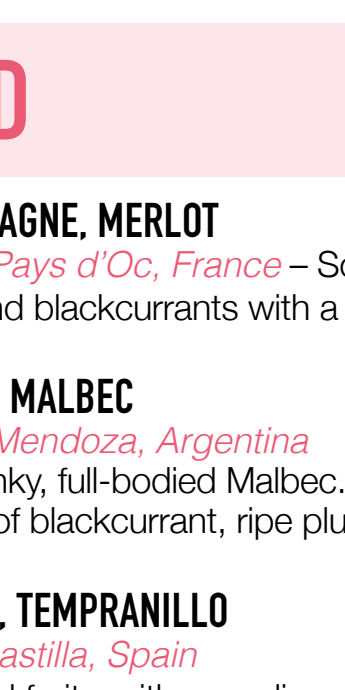 D
AGNE, MERLOT
Pays d’Oc, France – So
nd blackcurrants with a
MALBEC
Mendoza, Argentina
nky, full-bodied Malbec.
of blackcurrant, ripe plu
, TEMPRANILLO
astilla, Spain